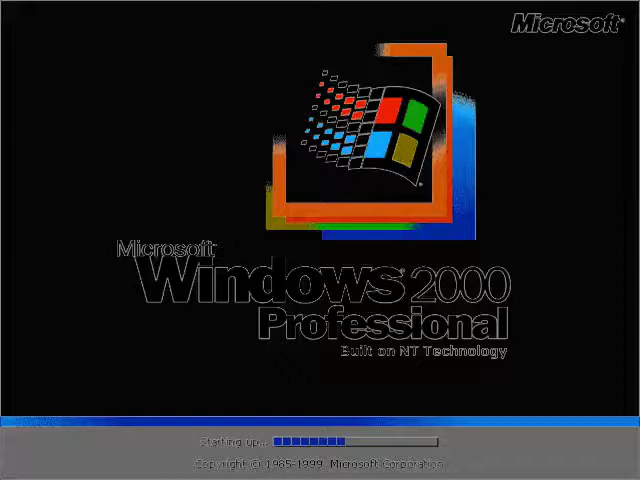 Microsoft®
Microsoft
Windows® 2000
Professional
Built on NT Technology
Starting up...
Copyright © 1985-1999 Microsoft Corporation